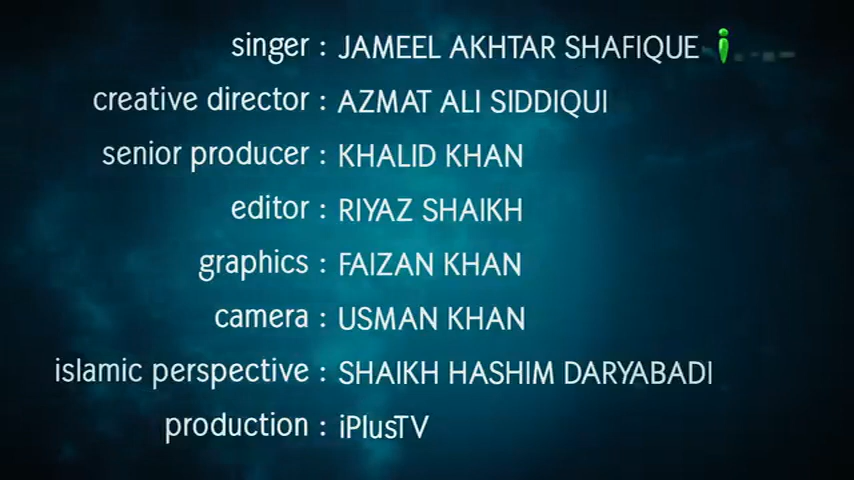 singer : JAMEEL AKHTAR SHAFIQUE
creative director : AZMAT ALI SIDDIQUI
senior producer : KHALID KHAN
editor : RIYAZ SHAIKH
graphics : FAIZAN KHAN
camera : USMAN KHAN
islamic perspective : SHAIKH HASHIM DARYABADI
production : iPlusTV